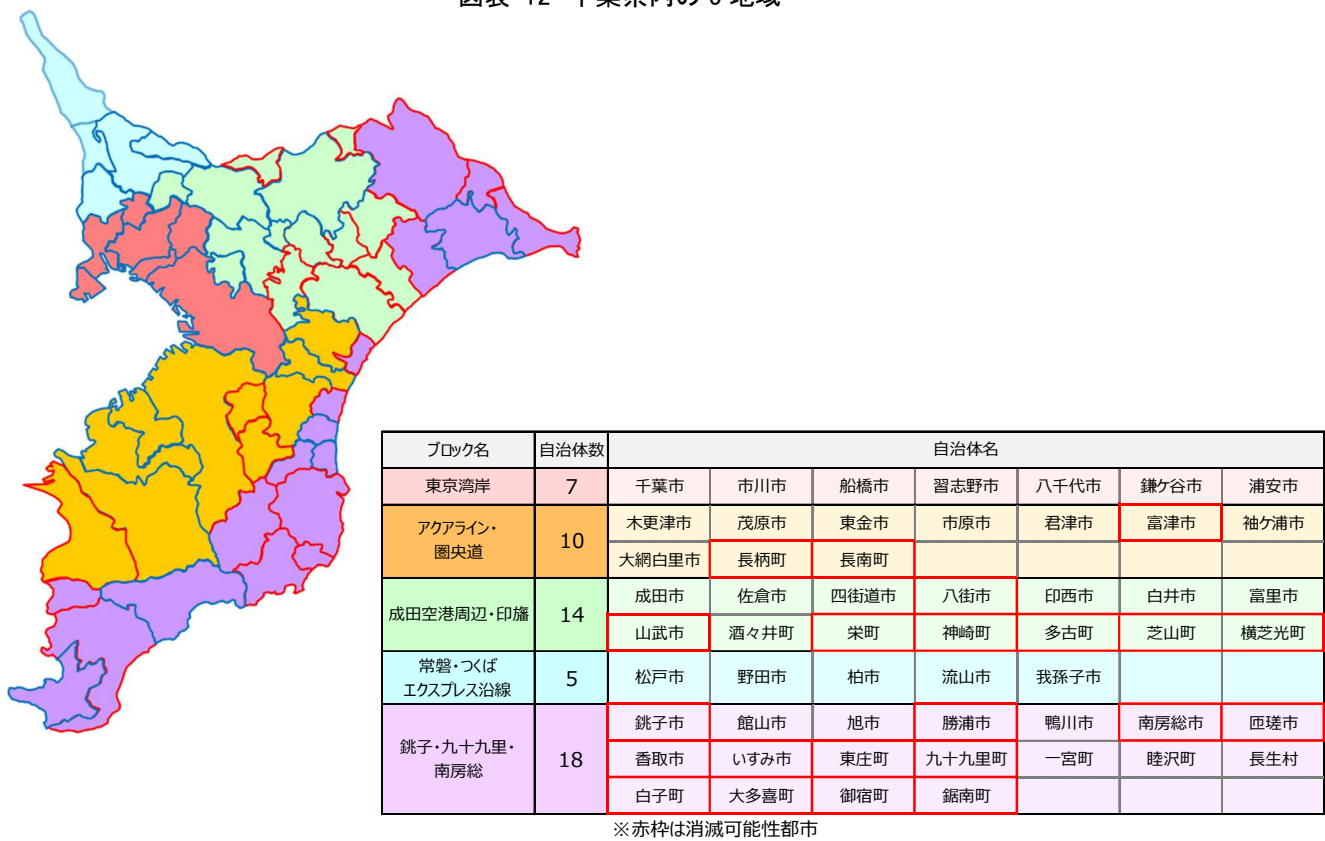 図表 千葉県内の 地域
ブロック名 自治体数 自治体名
東京湾岸 7 千葉市 市川市 船橋市 習志野市 八千代市 鎌ケ谷市 浦安市
アクアライン・
圏央道 10 木更津市 茂原市 東金市 市原市 君津市 富津市 袖ケ浦市
大網白里市 長柄町 長南町
成田空港周辺・印旛 14 成田市 佐倉市 四街道市 八街市 印西市 白井市 富里市
山武市 酒々井町 栄町 神崎町 多古町 芝山町 横芝光町
常磐・つくば
エクスプレス沿線 5 松戸市 野田市 柏市 流山市 我孫子市
銚子・九十九里・
南房総 18 銚子市 館山市 旭市 勝浦市 鴨川市 南房総市 匝瑳市
香取市 いすみ市 東庄町 九十九里町 一宮町 睦沢町 長生村
白子町 大多喜町 御宿町 鋸南町
※赤枠は消滅可能性都市